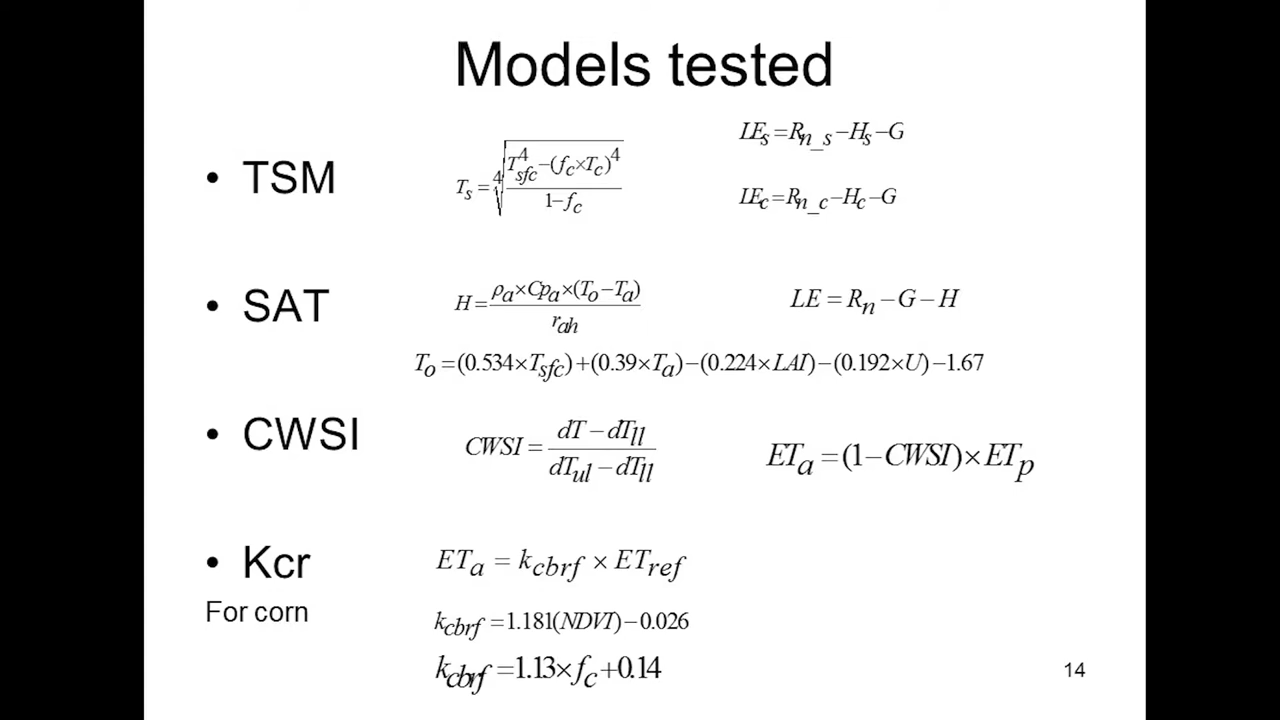 Models tested
• TSM
T_s = ⁴√((T_sfc^4 − (f_c×T_c)^4) / (1−f_c))
LE_s=R_n_s−H_s−G
LE_c=R_n_c−H_c−G
• SAT
H = (ρ_a×Cp_a×(T_o−T_a)) / r_ah
LE = R_n − G − H
T_o =(0.534×T_sfc)+(0.39×T_a)−(0.224×LAI)−(0.192×U)−1.67
• CWSI
CWSI = (dT − dT_ll) / (dT_ul − dT_ll)
ET_a =(1−CWSI)×ET_p
• Kcr
For corn
ET_a = k_cbrf × ET_ref
k_cbrf =1.181(NDVI)−0.026
k_cbrf =1.13×f_c+0.14
14